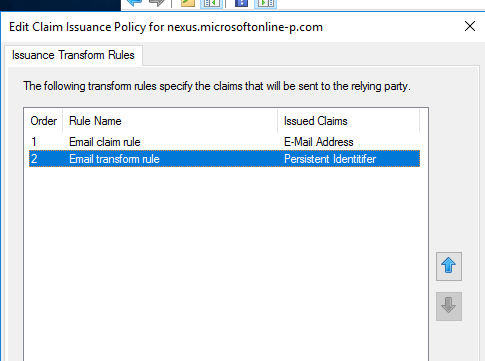 Edit Claim Issuance Policy for nexus.microsoftonline-p.com
Issuance Transform Rules
The following transform rules specify the claims that will be sent to the relying party.
Order Rule Name Issued Claims
1 Email claim rule E-Mail Address
2 Email transform rule Persistent Identitifer